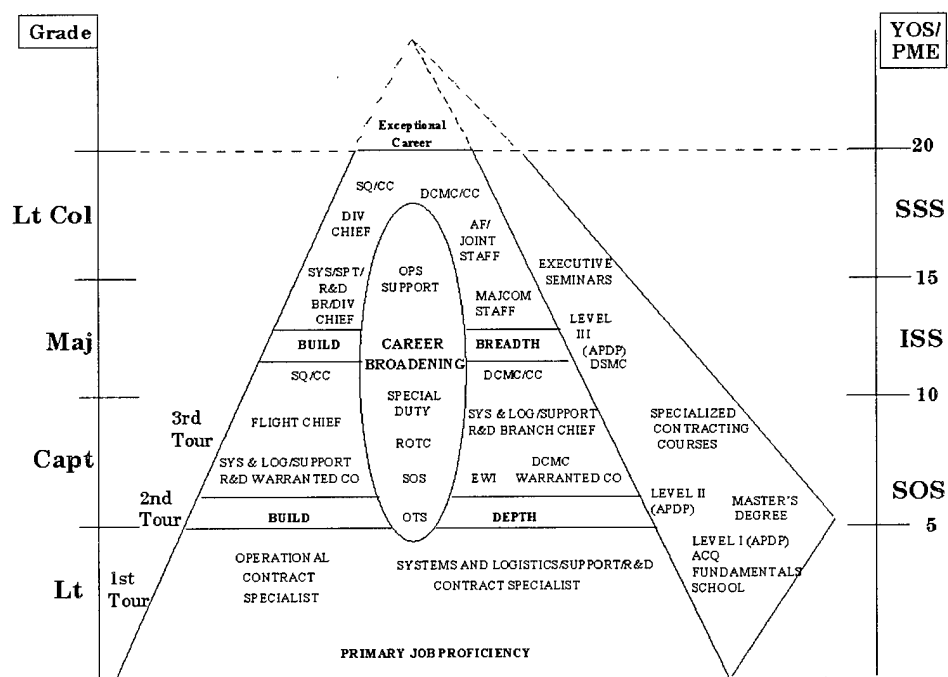 Grade
YOS/
PME
Exceptional
Career
20
SQ/CC
DCMC/CC
Lt Col
DIV
CHIEF
AF/
JOINT
STAFF
SSS
SYS/SPT/
R&D
BR/DIV
CHIEF
OPS
SUPPORT
EXECUTIVE
SEMINARS
15
MAJCOM
STAFF
LEVEL
III
(APDP)
DSMC
Maj
BUILD
CAREER
BROADENING
BREADTH
ISS
SQ/CC
DCMC/CC
10
3rd
Tour
FLIGHT CHIEF
SPECIAL
DUTY
SYS & LOG/SUPPORT
R&D BRANCH CHIEF
SPECIALIZED
CONTRACTING
COURSES
ROTC
Capt
SYS & LOG/SUPPORT
R&D WARRANTED CO
SOS
EWI
DCMC
WARRANTED CO
SOS
2nd
Tour
BUILD
OTS
DEPTH
LEVEL II
(APDP)
MASTER'S
DEGREE
5
Lt
1st
Tour
OPERATIONAL
CONTRACT
SPECIALIST
SYSTEMS AND LOGISTICS/SUPPORT/R&D
CONTRACT SPECIALIST
LEVEL I (APDP)
ACQ
FUNDAMENTALS
SCHOOL
PRIMARY JOB PROFICIENCY